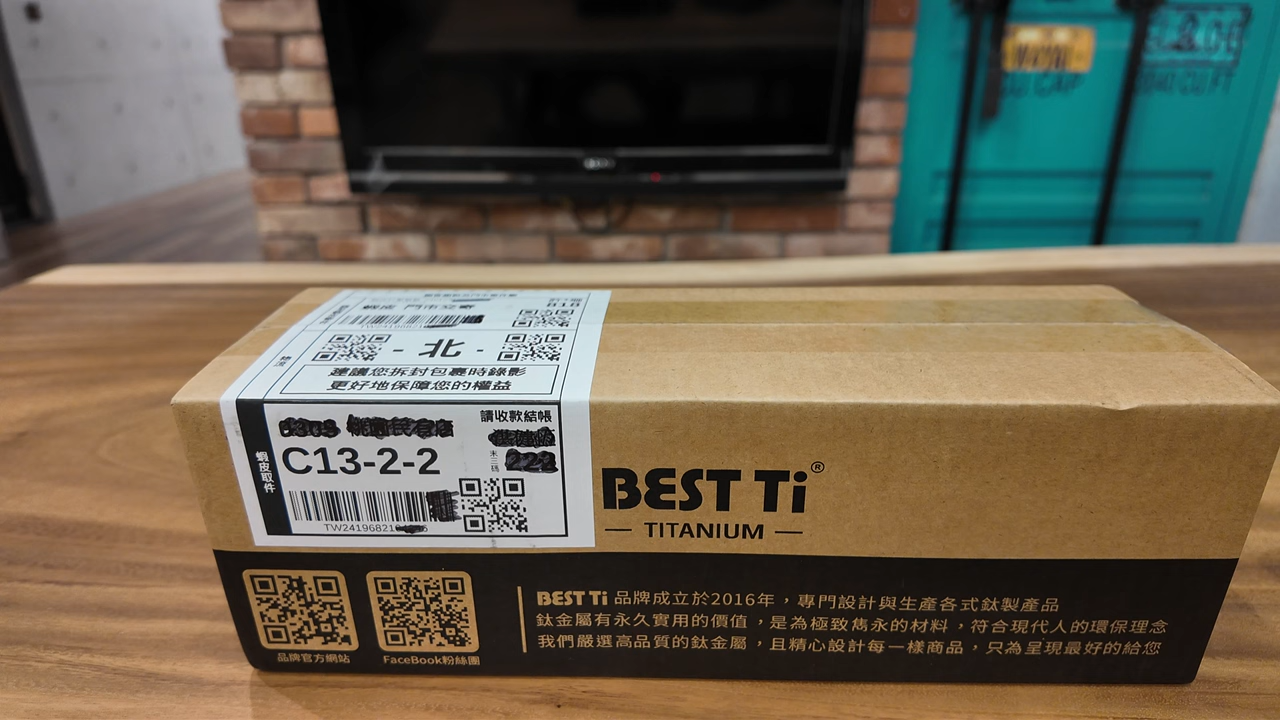 北
建議您拆封包裹時錄影
更好地保障您的權益
請收款結帳
蝦皮取件
C13-2-2
末三碼
TW24196821
BEST Ti®
TITANIUM
品牌官方網站
FaceBook粉絲團
BEST Ti 品牌成立於2016年，專門設計與生產各式鈦製產品
鈦金屬有永久實用的價值，是為極致雋永的材料，符合現代人的環保理念
我們嚴選高品質的鈦金屬，且精心設計每一樣商品，只為呈現最好的給您